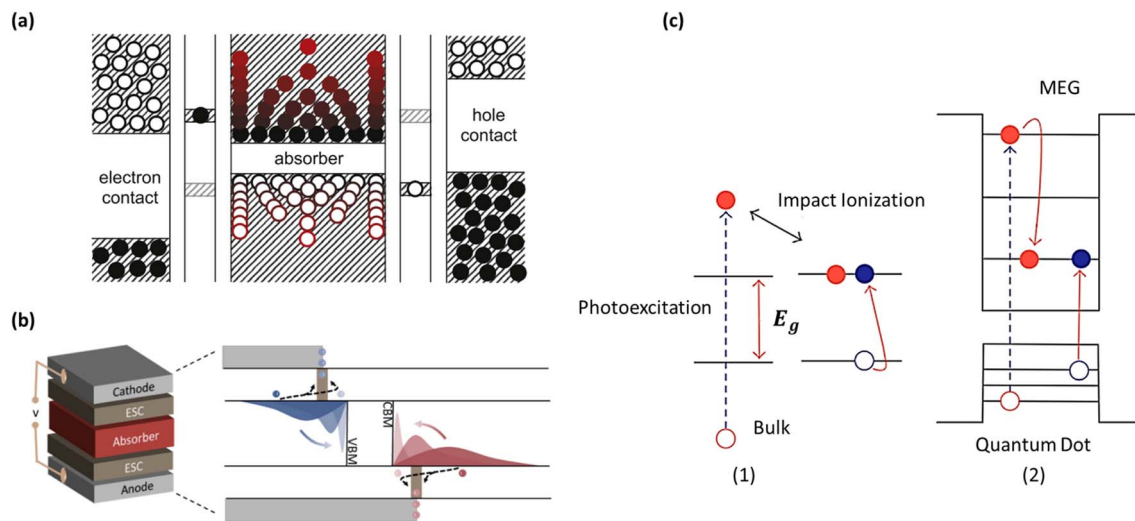 (a)
electron
contact
absorber
hole
contact
(b)
Cathode
ESC
Absorber
ESC
Anode
V
VBM
CBM
(c)
MEG
Impact Ionization
Photoexcitation
E_g
Bulk
(1)
Quantum Dot
(2)